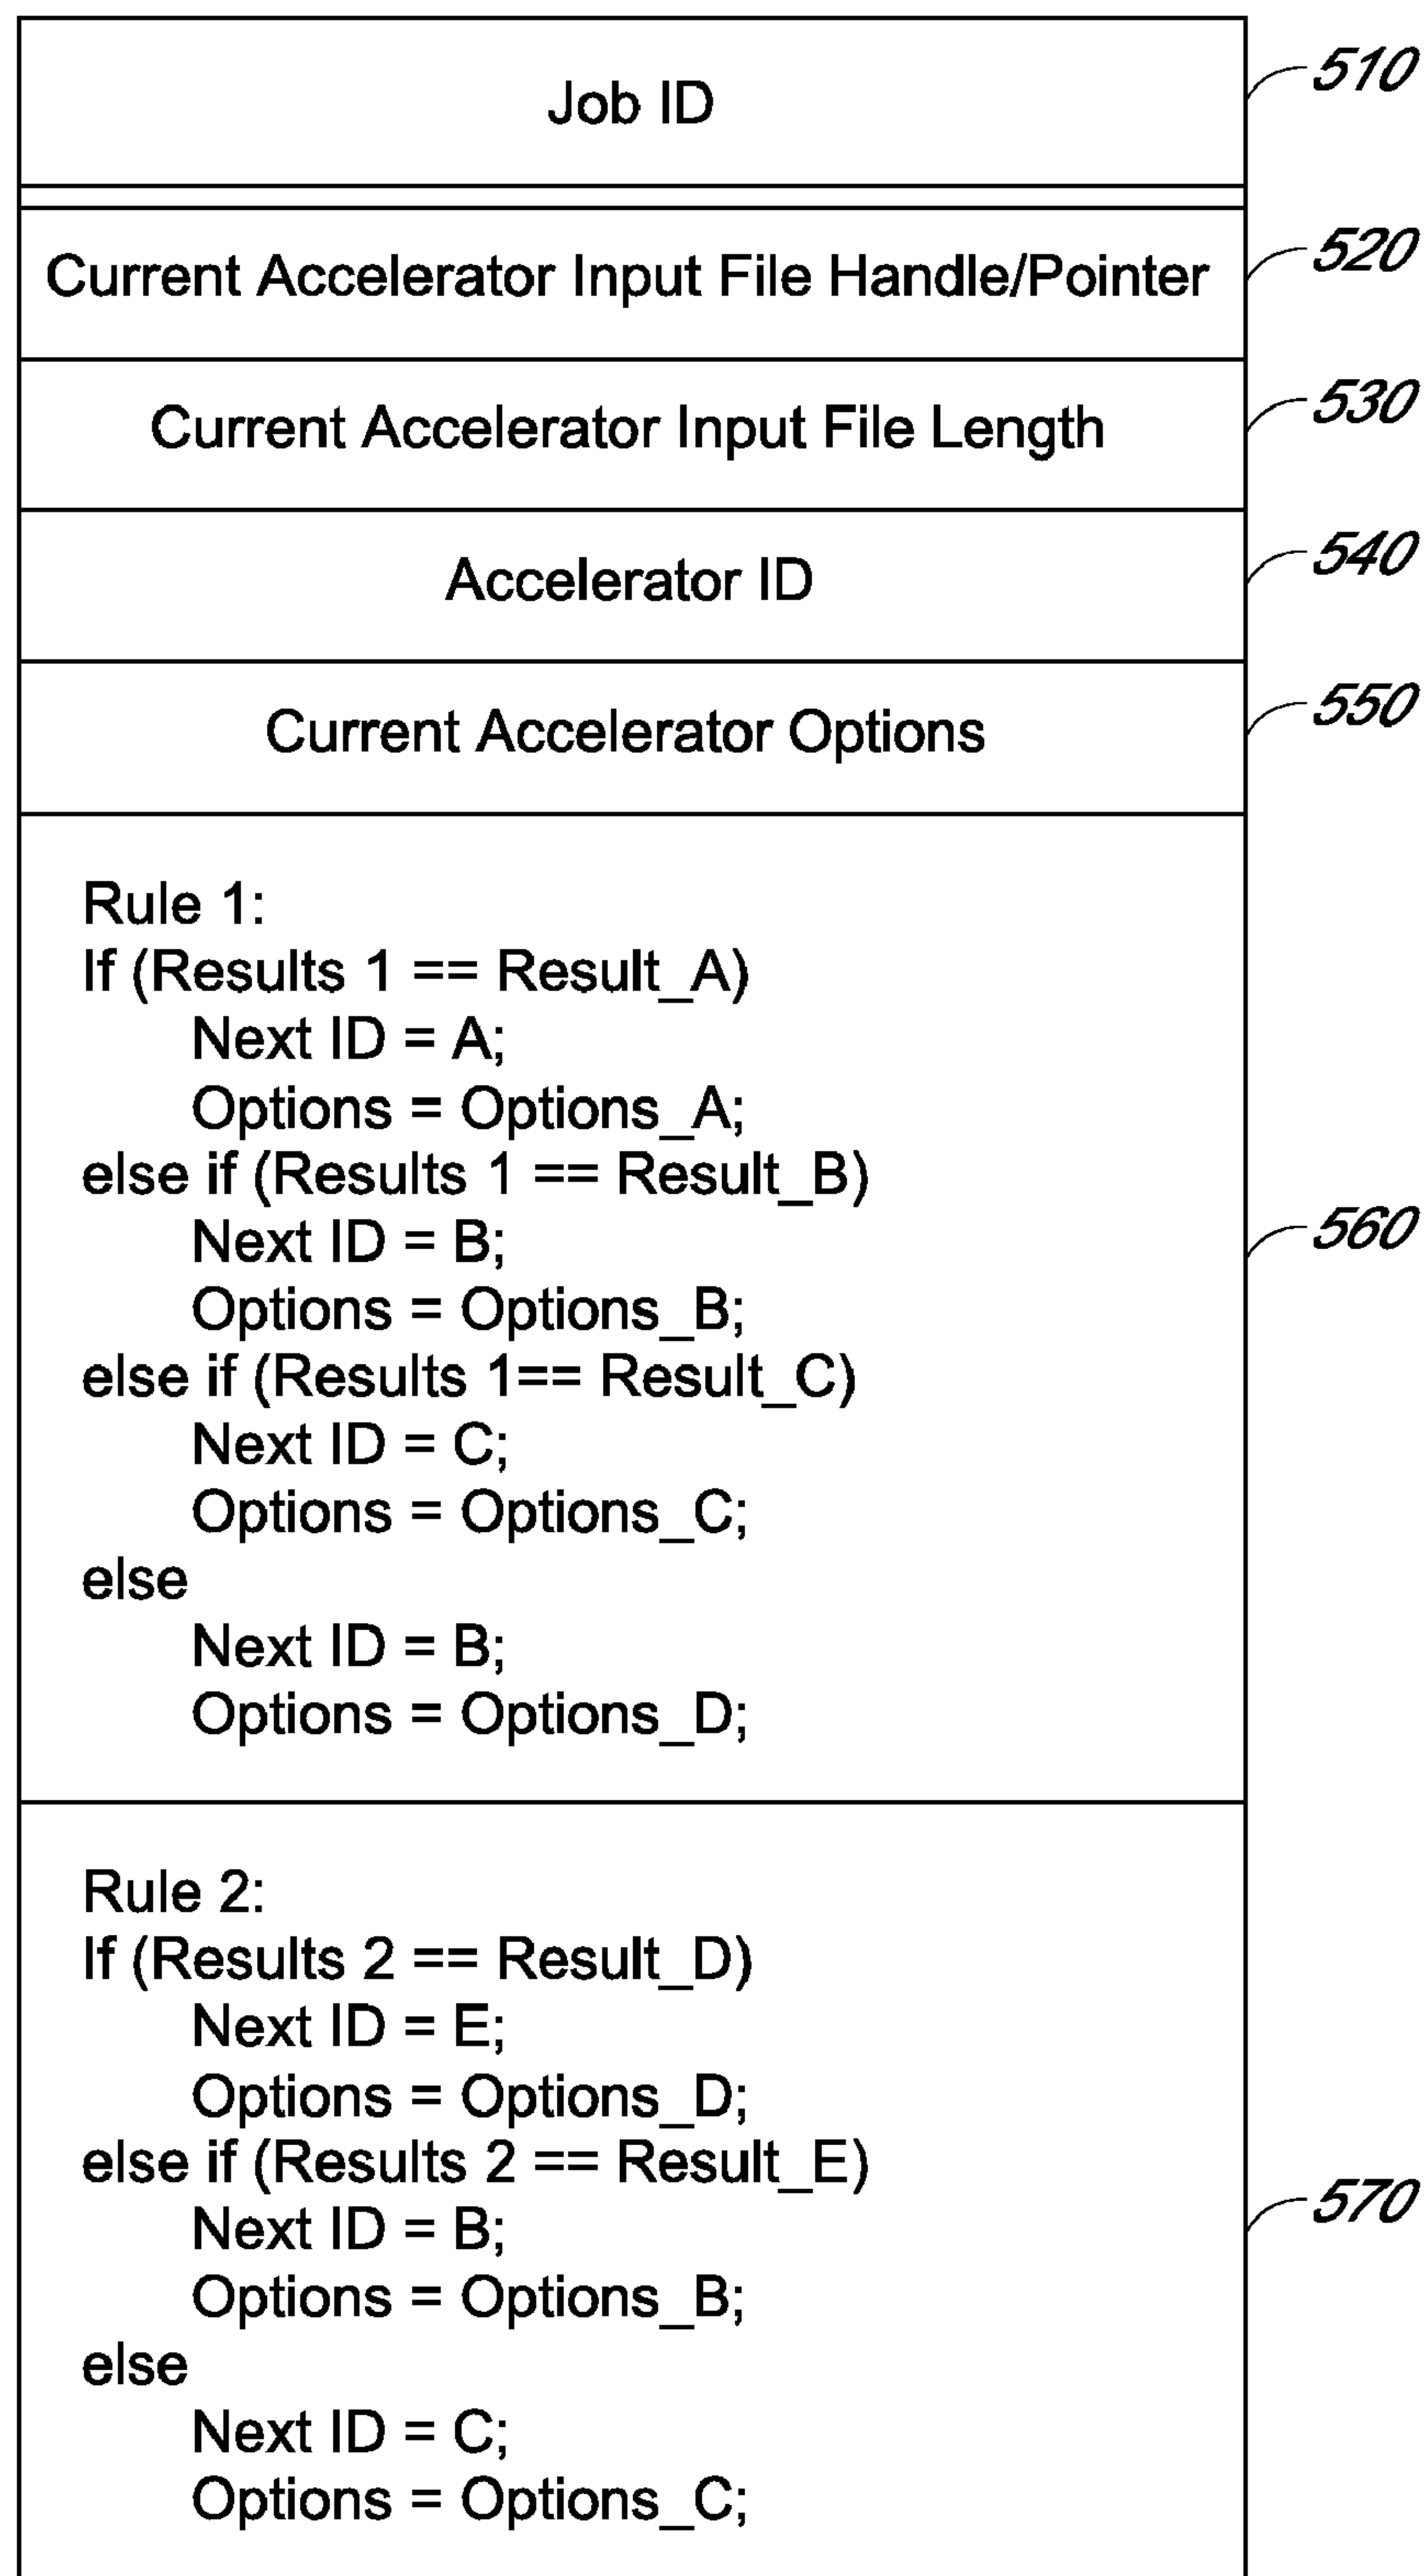 Job ID 510
Current Accelerator Input File Handle/Pointer 520
Current Accelerator Input File Length 530
Accelerator ID 540
Current Accelerator Options 550
Rule 1:
If (Results 1 == Result_A)
Next ID = A;
Options = Options_A;
else if (Results 1 == Result_B)
Next ID = B; 560
Options = Options_B;
else if (Results 1== Result_C)
Next ID = C;
Options = Options_C;
else
Next ID = B;
Options = Options_D;
Rule 2:
If (Results 2 == Result_D)
Next ID = E;
Options = Options_D;
else if (Results 2 == Result_E)
Next ID = B; 570
Options = Options_B;
else
Next ID = C;
Options = Options_C;